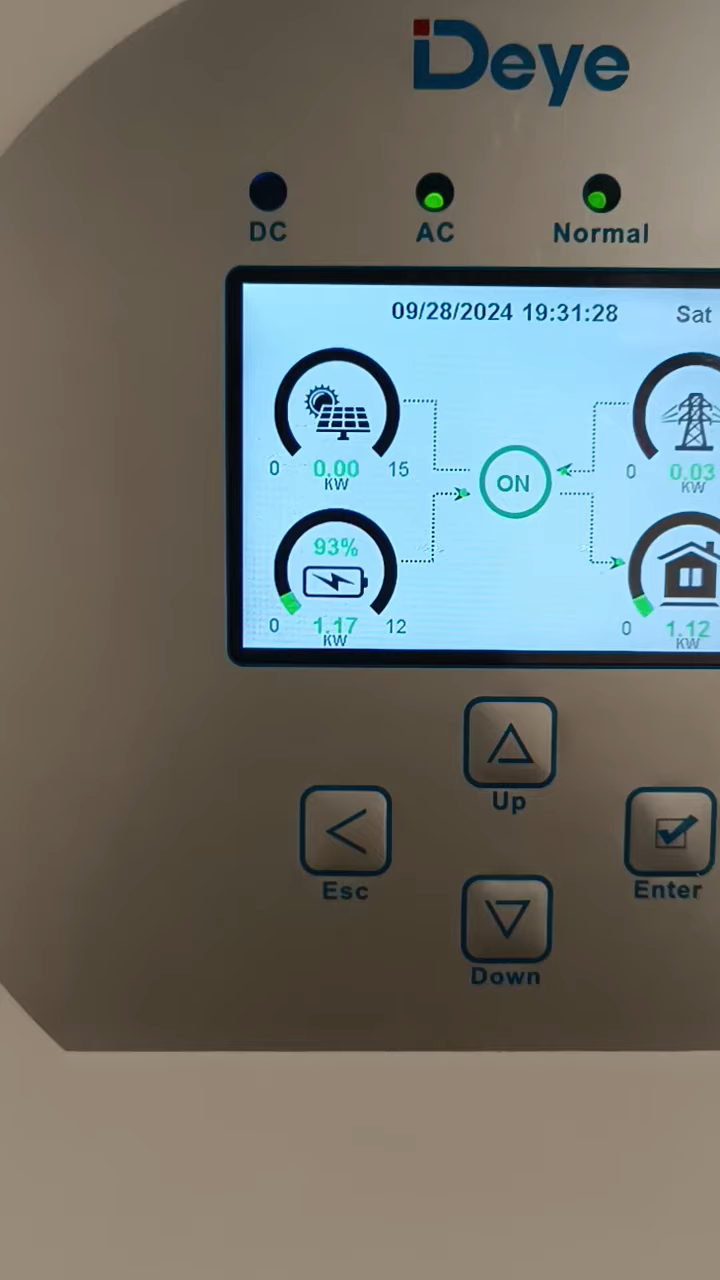 Deye
DC AC Normal
09/28/2024 19:31:28 Sat
0 0.00 15 0 0.03
KW KW
ON
93%
0 1.17 12 0 1.12
KW KW
Up
Esc Enter
Down